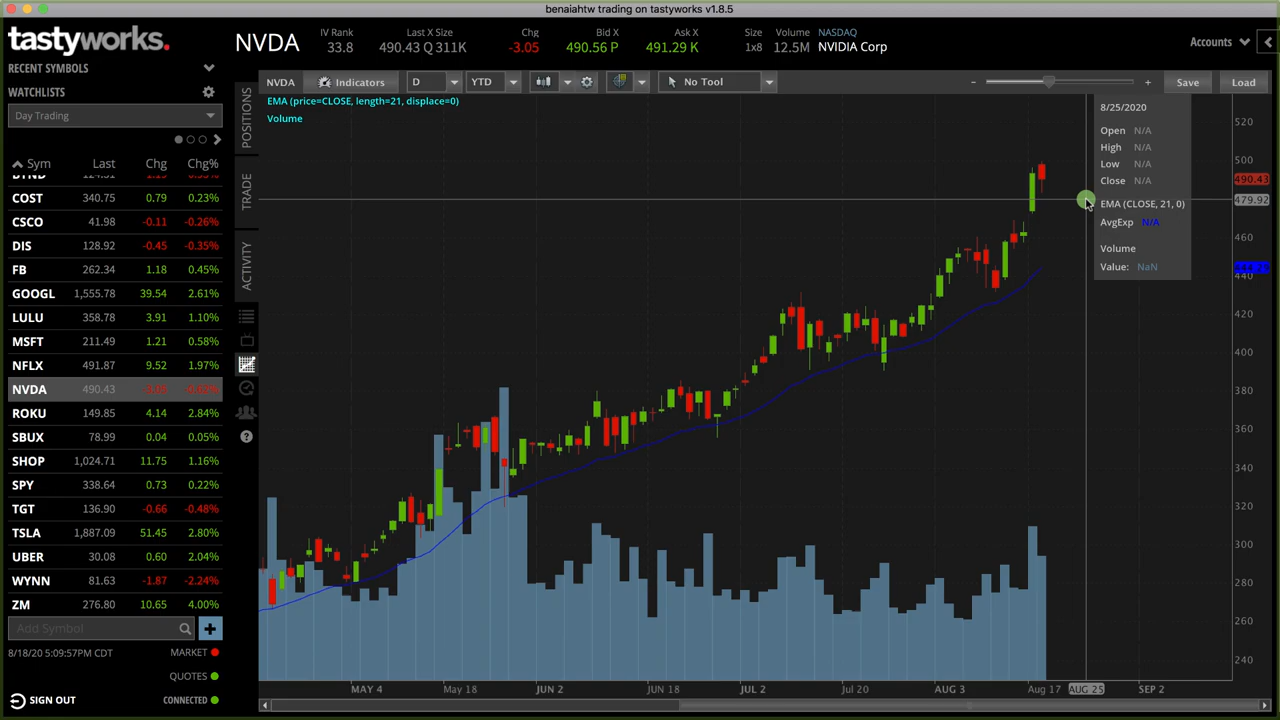 benaiahtw trading on tastyworks v1.8.5
tastyworks.
NVDA
IV Rank
33.8
Last X Size
490.43 Q 311K
Chg
-3.05
Bid X
490.56 P
Ask X
491.29 K
Size
1x8
Volume
12.5M
NASDAQ
NVIDIA Corp
Accounts
RECENT SYMBOLS
WATCHLISTS
Day Trading
Sym Last Chg Chg%
COST 340.75 0.79 0.23%
CSCO 41.98 -0.11 -0.26%
DIS 128.92 -0.45 -0.35%
FB 262.34 1.18 0.45%
GOOGL 1,555.78 39.54 2.61%
LULU 358.78 3.91 1.10%
MSFT 211.49 1.21 0.58%
NFLX 491.87 9.52 1.97%
NVDA 490.43
ROKU 149.85 4.14 2.84%
SBUX 78.99 0.04 0.05%
SHOP 1,024.71 11.75 1.16%
SPY 338.64 0.73 0.22%
TGT 136.90 -0.66 -0.48%
TSLA 1,887.09 51.45 2.80%
UBER 30.08 0.60 2.04%
WYNN 81.63 -1.87 -2.24%
ZM 276.80 10.65 4.00%
Add Symbol
8/18/20 5:09:57PM CDT
MARKET
QUOTES
SIGN OUT
CONNECTED
POSITIONS
TRADE
ACTIVITY
NVDA
Indicators
D
YTD
No Tool
-
+
Save
Load
EMA (price=CLOSE, length=21, displace=0)
Volume
8/25/2020
Open N/A
High N/A
Low N/A
Close N/A
EMA (CLOSE, 21, 0)
AvgExp N/A
Volume
Value: NaN
520
500
490.43
479.92
460
440
420
400
380
360
340
320
300
280
260
240
MAY 4
May 18
JUN 2
JUN 18
JUL 2
Jul 20
AUG 3
Aug 17
AUG 25
SEP 2